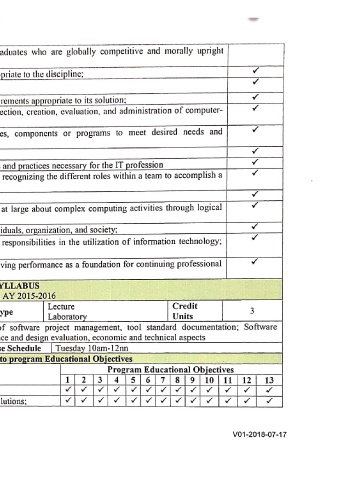 aduates who are globally competitive and morally upright
priate to the discipline; ✓
✓
rements appropriate to its solution; ✓
ection, creation, evaluation, and administration of computer- ✓
es, components or programs to meet desired needs and ✓
✓
and practices necessary for the IT profession ✓
recognizing the different roles within a team to accomplish a ✓
✓
at large about complex computing activities through logical ✓
iduals, organization, and society; ✓
responsibilities in the utilization of information technology; ✓
ving performance as a foundation for continuing professional ✓
YLLABUS
AY 2015-2016
ype Lecture Credit 3
Laboratory Units
of software project management, tool standard documentation; Software
ce and design evaluation, economic and technical aspects
se Schedule Tuesday 10am-12nn
to program Educational Objectives
Program Educational Objectives
1 2 3 4 5 6 7 8 9 10 11 12 13
✓ ✓ ✓ ✓ ✓ ✓ ✓ ✓ ✓ ✓ ✓ ✓ ✓
lutions; ✓ ✓ ✓ ✓ ✓ ✓ ✓ ✓ ✓ ✓ ✓ ✓ ✓
V01-2018-07-17